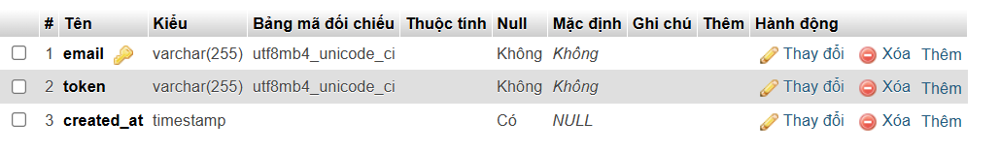 # Tên Kiểu Bảng mã đối chiếu Thuộc tính Null Mặc định Ghi chú Thêm Hành động
1 email varchar(255) utf8mb4_unicode_ci Không Không Thay đổi Xóa Thêm
2 token varchar(255) utf8mb4_unicode_ci Không Không Thay đổi Xóa Thêm
3 created_at timestamp Có NULL Thay đổi Xóa Thêm